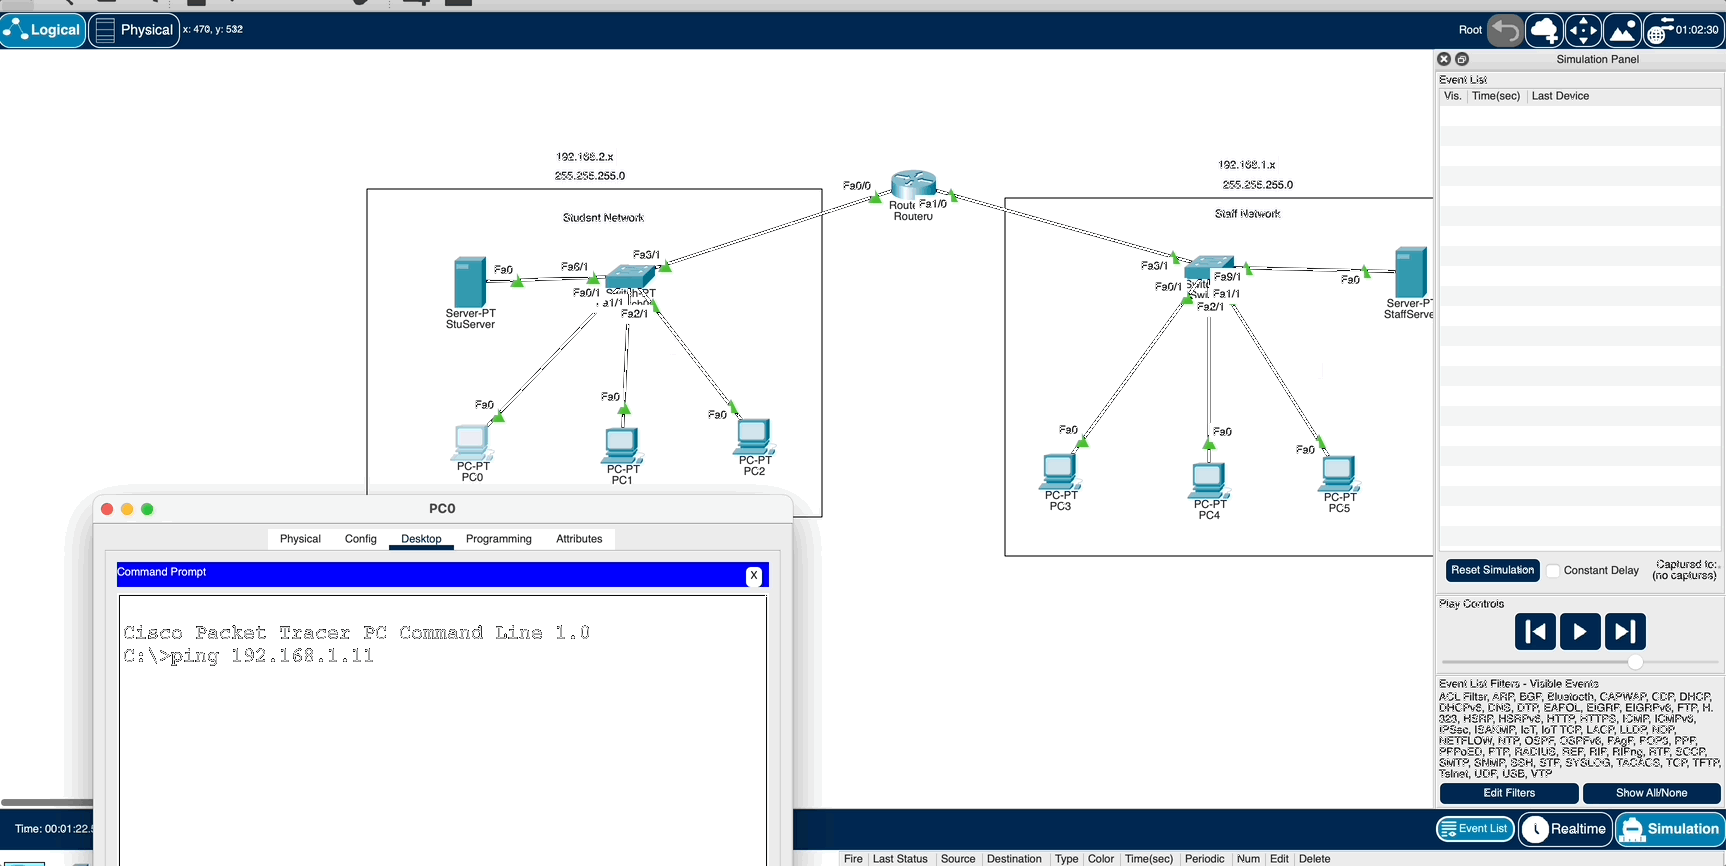 Logical
Physical
x: 470, y: 532
Root
01:02:30
Simulation Panel
Event List
Vis. Time(sec) Last Device
192.168.2.x
255.255.255.0
Student Network
Fa0/0
Fa1/0
Router0
192.168.1.x
255.255.255.0
Staff Network
Fa0
Fa6/1
Fa3/1
Fa0/1
Fa2/1
Server-PT
StuServer
Fa3/1
Fa0/1
Fa9/1
Fa1/1
Fa2/1
Fa0
StaffServe
Fa0
Fa0
Fa0
PC-PT
PC0
PC-PT
PC1
PC-PT
PC2
Fa0
Fa0
Fa0
PC-PT
PC3
PC-PT
PC4
PC-PT
PC5
Reset Simulation
Constant Delay
Captured to:
(no captures)
Play Controls
Event List Filters - Visible Events
ACL Filter, ARP, BGP, Bluetooth, CAPWAP, CDP, DHCP,
DHCPv6, DNS, DTP, EAPOL, EIGRP, EIGRPv6, FTP, H.
323, HSRP, HSRPv6, HTTP, HTTPS, ICMP, ICMPv6,
IPSec, ISAKMP, IoT, IoT TCP, LACP, LLDP, NDP,
NETFLOW, NTP, OSPF, OSPFv6, PAgP, POP3, PPP,
PPPoED, PTP, RADIUS, REP, RIP, RIPng, RTP, SCCP,
SMTP, SNMP, SSH, STP, SYSLOG, TACACS, TCP, TFTP,
Telnet, UDP, USB, VTP
Edit Filters
Show All/None
PC0
Physical Config Desktop Programming Attributes
Command Prompt
X
Cisco Packet Tracer PC Command Line 1.0
C:\>ping 192.168.1.11
Time: 00:01:22.
Event List
Realtime
Simulation
Fire Last Status Source Destination Type Color Time(sec) Periodic Num Edit Delete